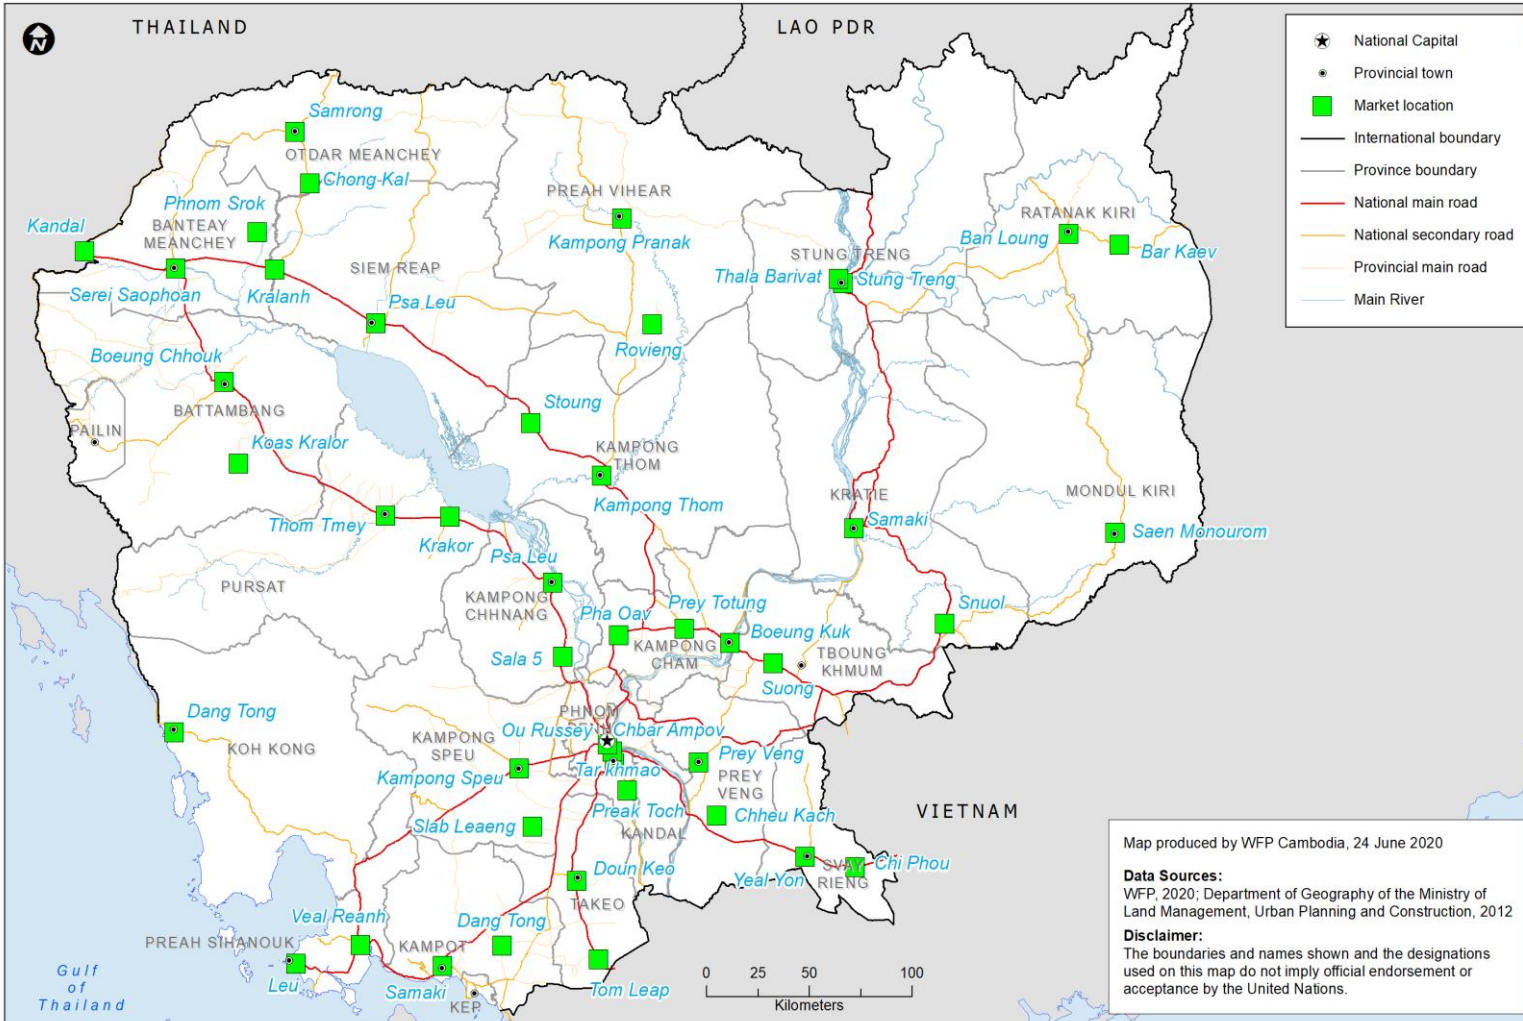 THAILAND
LAO PDR
N
National Capital
Provincial town
Market location
International boundary
Province boundary
National main road
National secondary road
Provincial main road
Main River
Samrong
OTDAR MEANCHEY
Chong-Kal
Phnom Srok
BANTEAY
MEANCHEY
Kandal
Serei Saophoan
Kralanh
SIEM REAP
Psa Leu
PREAH VIHEAR
Kampong Pranak
Rovieng
STUNG TRENG
Thala Barivat
Stung Treng
RATANAK KIRI
Ban Loung
Bar Kaev
Boeung Chhouk
BATTAMBANG
PAILIN
Koas Kralor
Stoung
KAMPONG
THOM
Kampong Thom
Thom Tmey
Krakor
KRATIE
Samaki
MONDUL KIRI
Saen Monourom
PURSAT
Psa Leu
KAMPONG
CHHNANG
Pha Oav
Prey Totung
KAMPONG
CHAM
Boeung Kuk
Suong
TBOUNG
KHMUM
Snuol
Sala 5
Dang Tong
KOH KONG
KAMPONG
SPEU
Kampong Speu
PHNOM
PENH
Ou Russey
Chbar Ampov
Tar khmao
Preak Toch
KANDAL
Prey Veng
PREY
VENG
Chheu Kach
Slab Leaeng
VIETNAM
Yeal Yon
SVAY
RIENG
Chi Phou
Doun Keo
TAKEO
Veal Reanh
PREAH SIHANOUK
Leu
KAMPOT
Dang Tong
Samaki
KEP
Tom Leap
Gulf
of
Thailand
0 25 50 100
Kilometers
Map produced by WFP Cambodia, 24 June 2020
Data Sources:
WFP, 2020; Department of Geography of the Ministry of
Land Management, Urban Planning and Construction, 2012
Disclaimer:
The boundaries and names shown and the designations
used on this map do not imply official endorsement or
acceptance by the United Nations.